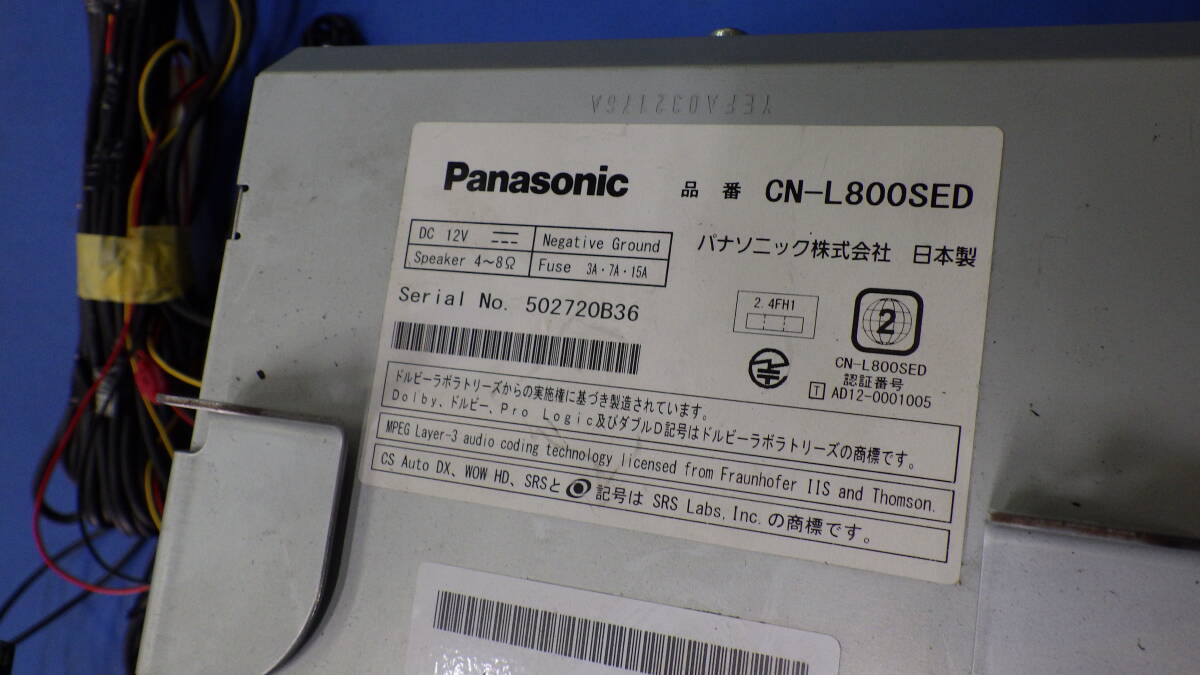 YEFA032176A
Panasonic 品番 CN-L800SED
DC 12V Negative Ground
Speaker 4~8Ω Fuse 3A・7A・15A
パナソニック株式会社 日本製
Serial No. 502720B36
2.4FH1
2
CN-L800SED
認証番号
T AD12-0001005
ドルビーラボラトリーズからの実施権に基づき製造されています。
Dolby、ドルビー、Pro Logic及びダブルD記号はドルビーラボラトリーズの商標です。
MPEG Layer-3 audio coding technology licensed from Fraunhofer IIS and Thomson.
CS Auto DX、WOW HD、SRSと 記号は SRS Labs,Inc.の商標です。